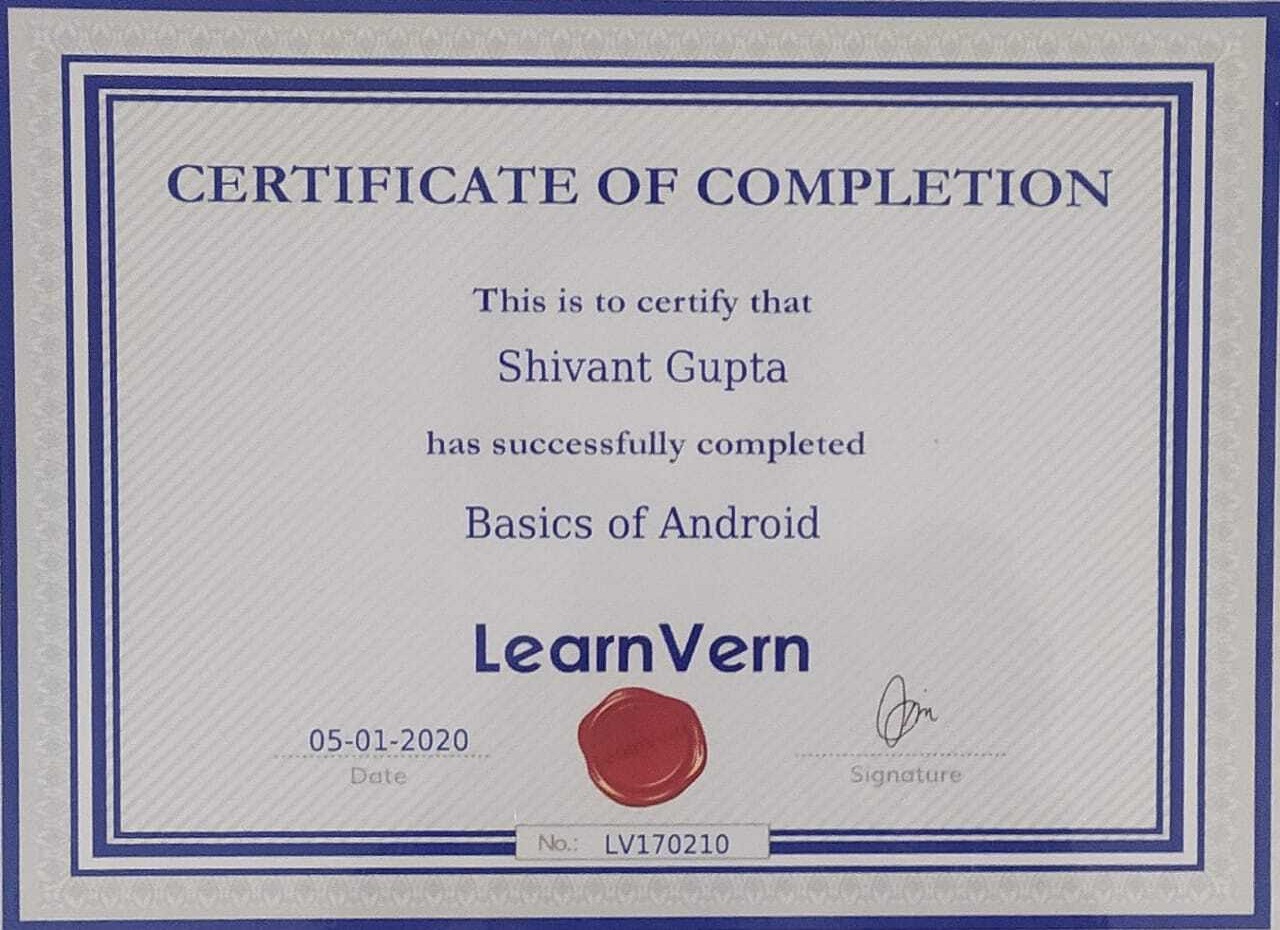 CERTIFICATE OF COMPLETION
This is to certify that
Shivant Gupta
has successfully completed
Basics of Android
LearnVern
05-01-2020
Date
Signature
No.: LV170210